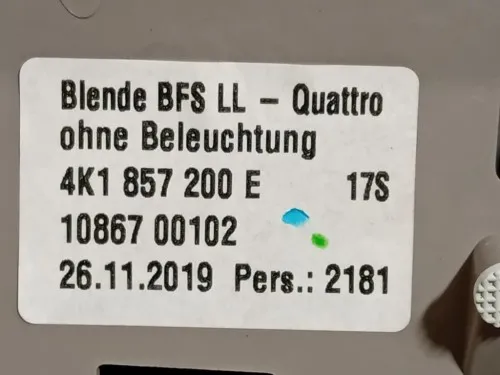 Blende BFS LL - Quattro
ohne Beleuchtung
4K1 857 200 E 17S
10867 00102
26.11.2019 Pers.: 2181